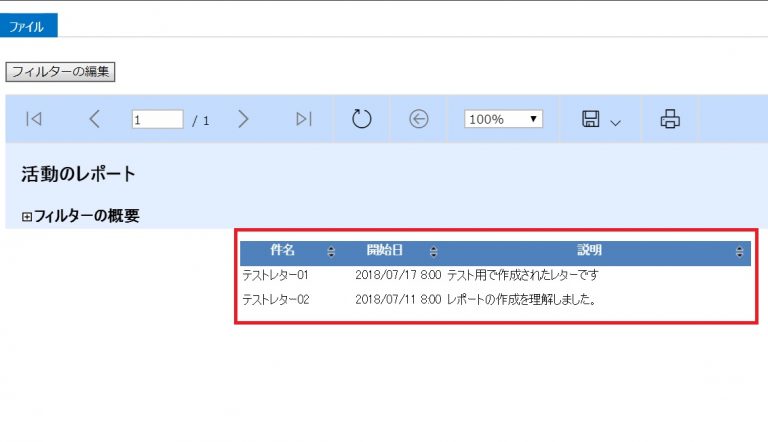 ファイル
フィルターの編集
1 / 1 100%
活動のレポート
フィルターの概要
件名 開始日 説明
テストレター01 2018/07/17 8:00 テスト用で作成されたレターです
テストレター02 2018/07/11 8:00 レポートの作成を理解しました。